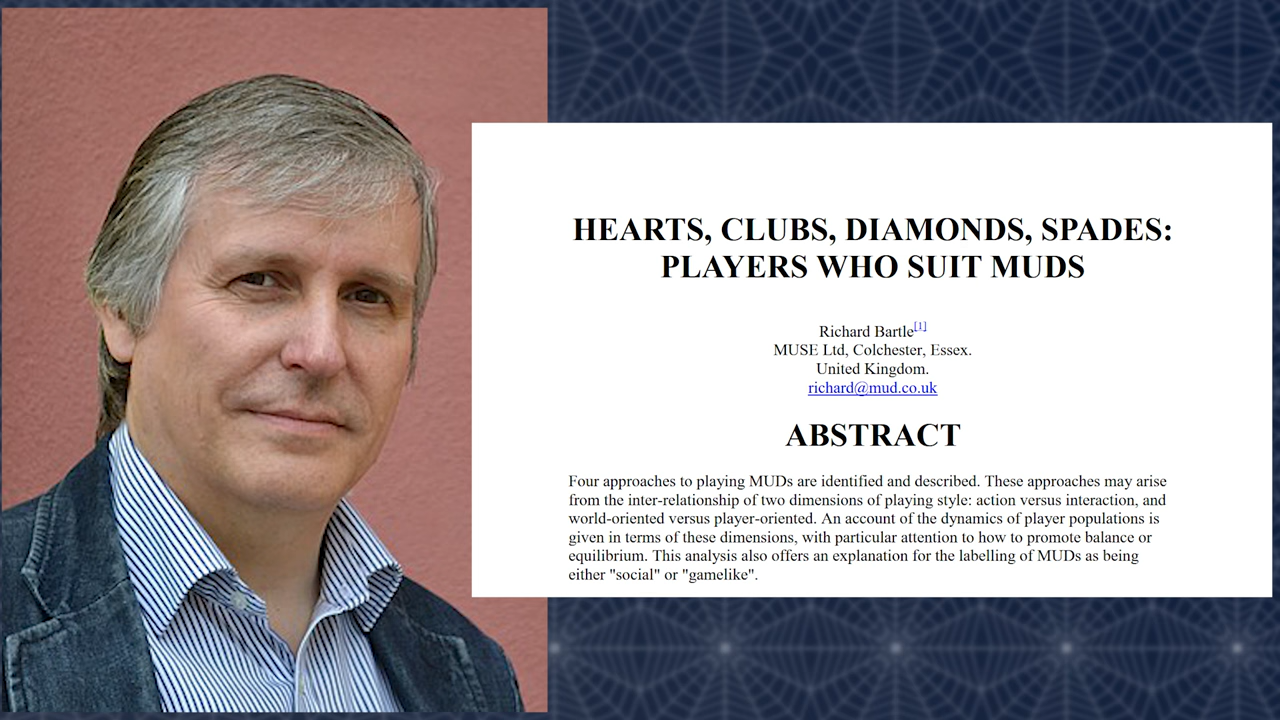 HEARTS, CLUBS, DIAMONDS, SPADES:
PLAYERS WHO SUIT MUDS
Richard Bartle[1]
MUSE Ltd, Colchester, Essex.
United Kingdom.
richard@mud.co.uk
ABSTRACT
Four approaches to playing MUDs are identified and described. These approaches may arise
from the inter-relationship of two dimensions of playing style: action versus interaction, and
world-oriented versus player-oriented. An account of the dynamics of player populations is
given in terms of these dimensions, with particular attention to how to promote balance or
equilibrium. This analysis also offers an explanation for the labelling of MUDs as being
either "social" or "gamelike".